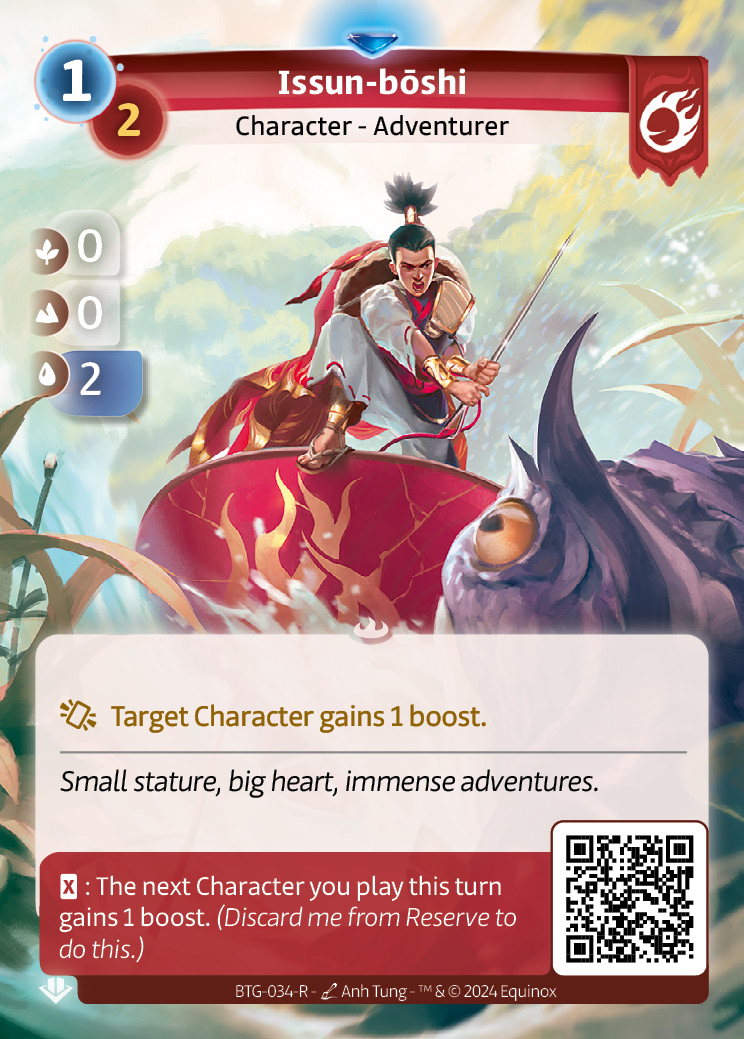 1
Issun-bōshi
2
Character - Adventurer
0
0
2
Target Character gains 1 boost.
Small stature, big heart, immense adventures.
X : The next Character you play this turn
gains 1 boost. (Discard me from Reserve to
do this.)
BTG-034-R - Anh Tung - ™ & © 2024 Equinox